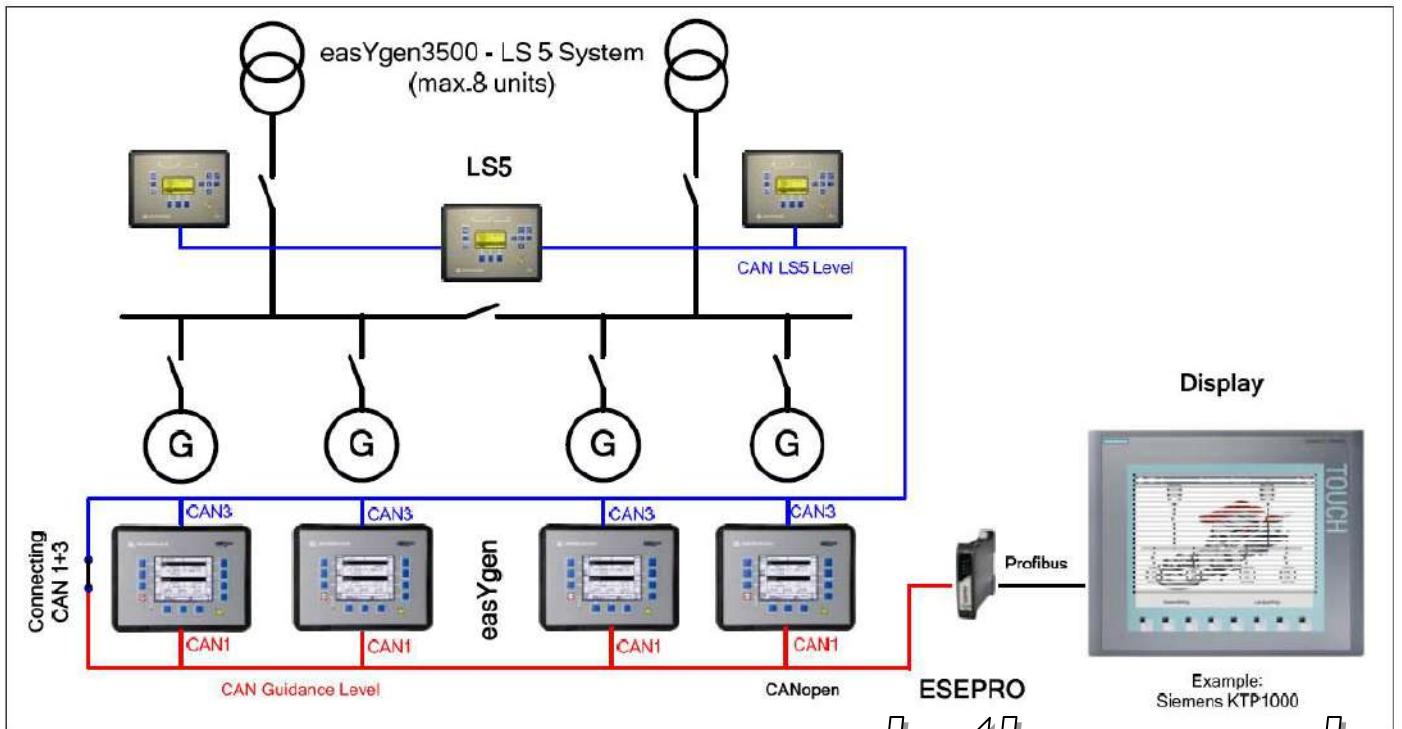 easYgen3500 - LS 5 System
(max.8 units)
LS5
CAN LS5 Level
Display
G
G
G
G
TOUCH
CAN3
CAN3
CAN3
CAN3
Connecting
CAN 1+3
easYgen
Profibus
CAN1
CAN1
CAN1
CAN1
CAN Guidance Level
CANopen
ESEPRO
Example:
Siemens KTP1000